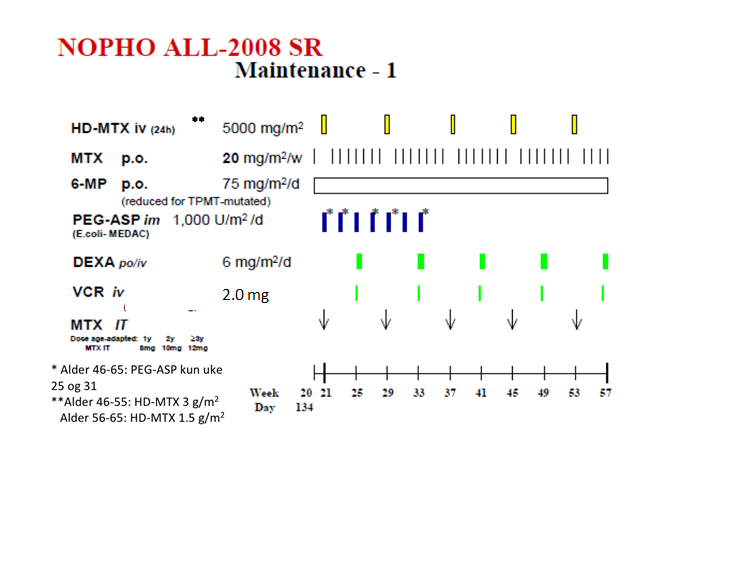 NOPHO ALL-2008 SR
Maintenance - 1
HD-MTX iv (24h) ** 5000 mg/m²
MTX p.o. 20 mg/m²/w
6-MP p.o. 75 mg/m²/d
(reduced for TPMT-mutated)
PEG-ASP im 1,000 U/m² /d
(E.coli- MEDAC)
* * * * *
DEXA po/iv 6 mg/m²/d
VCR iv 2.0 mg
MTX IT
Dose age-adapted: 1y 2y ≥3y
MTX IT 8mg 10mg 12mg
* Alder 46-65: PEG-ASP kun uke
25 og 31
**Alder 46-55: HD-MTX 3 g/m²
Alder 56-65: HD-MTX 1.5 g/m²
Week 20 21 25 29 33 37 41 45 49 53 57
Day 134